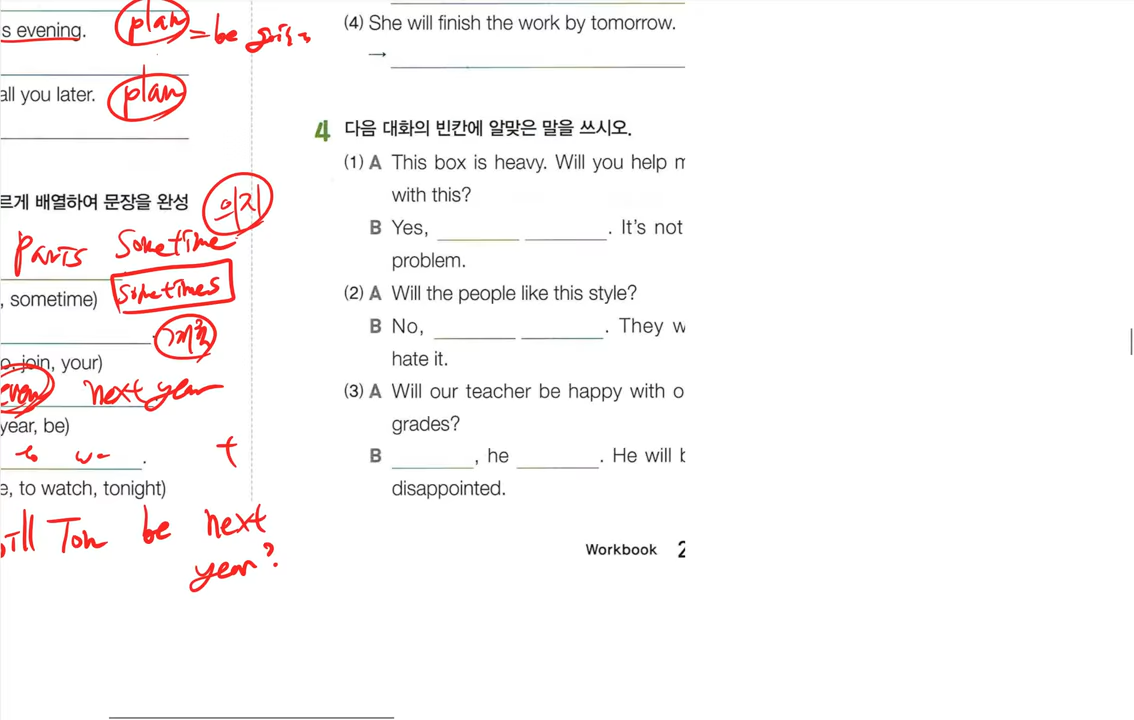 s evening. plan = be
all you later. plan
르게 배열하여 문장을 완성 의지
Paris Sometime
, sometime) Sometimes
계획
o, join, your)
next year
year, be)
to .
e, to watch, tonight)
will Tom be next
year?
(4) She will finish the work by tomorrow.
→
4 다음 대화의 빈칸에 알맞은 말을 쓰시오.
(1) A This box is heavy. Will you help m
with this?
B Yes, ________ ________. It's not
problem.
(2) A Will the people like this style?
B No, ________ ________. They w
hate it.
(3) A Will our teacher be happy with o
grades?
B ________, he ________. He will b
disappointed.
Workbook 2